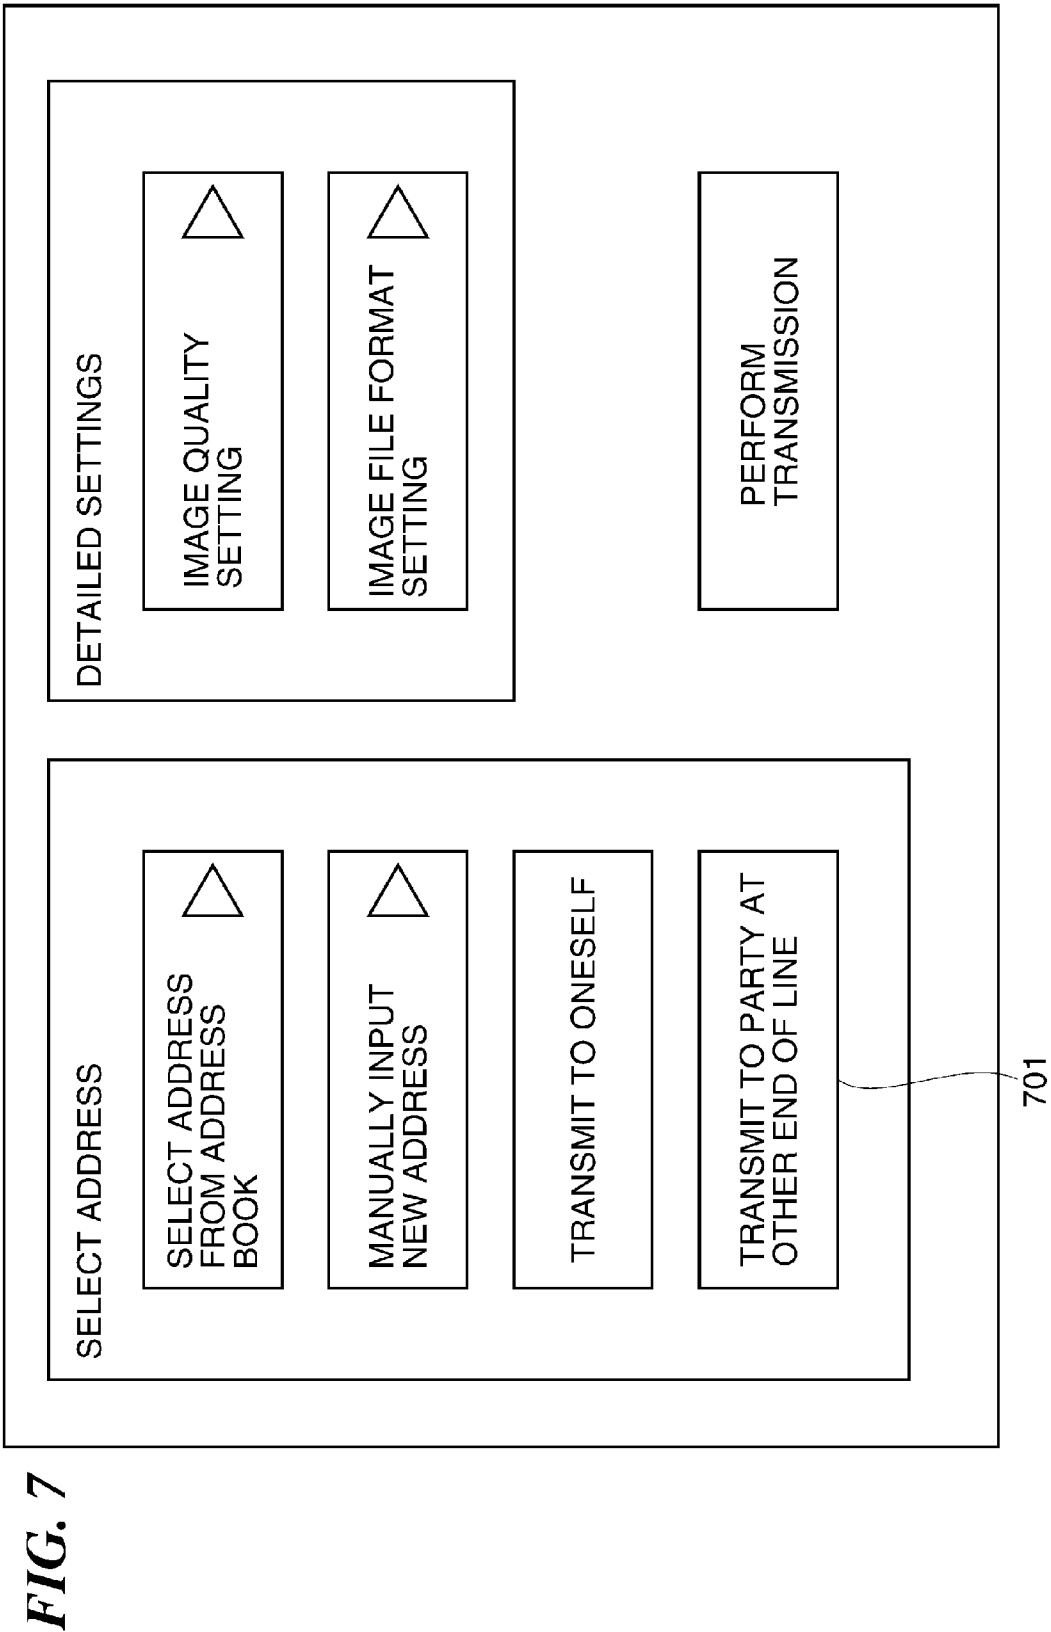 FIG. 7
SELECT ADDRESS
SELECT ADDRESS
FROM ADDRESS
BOOK
MANUALLY INPUT
NEW ADDRESS
TRANSMIT TO ONESELF
TRANSMIT TO PARTY AT
OTHER END OF LINE
701
DETAILED SETTINGS
IMAGE QUALITY
SETTING
IMAGE FILE FORMAT
SETTING
PERFORM
TRANSMISSION